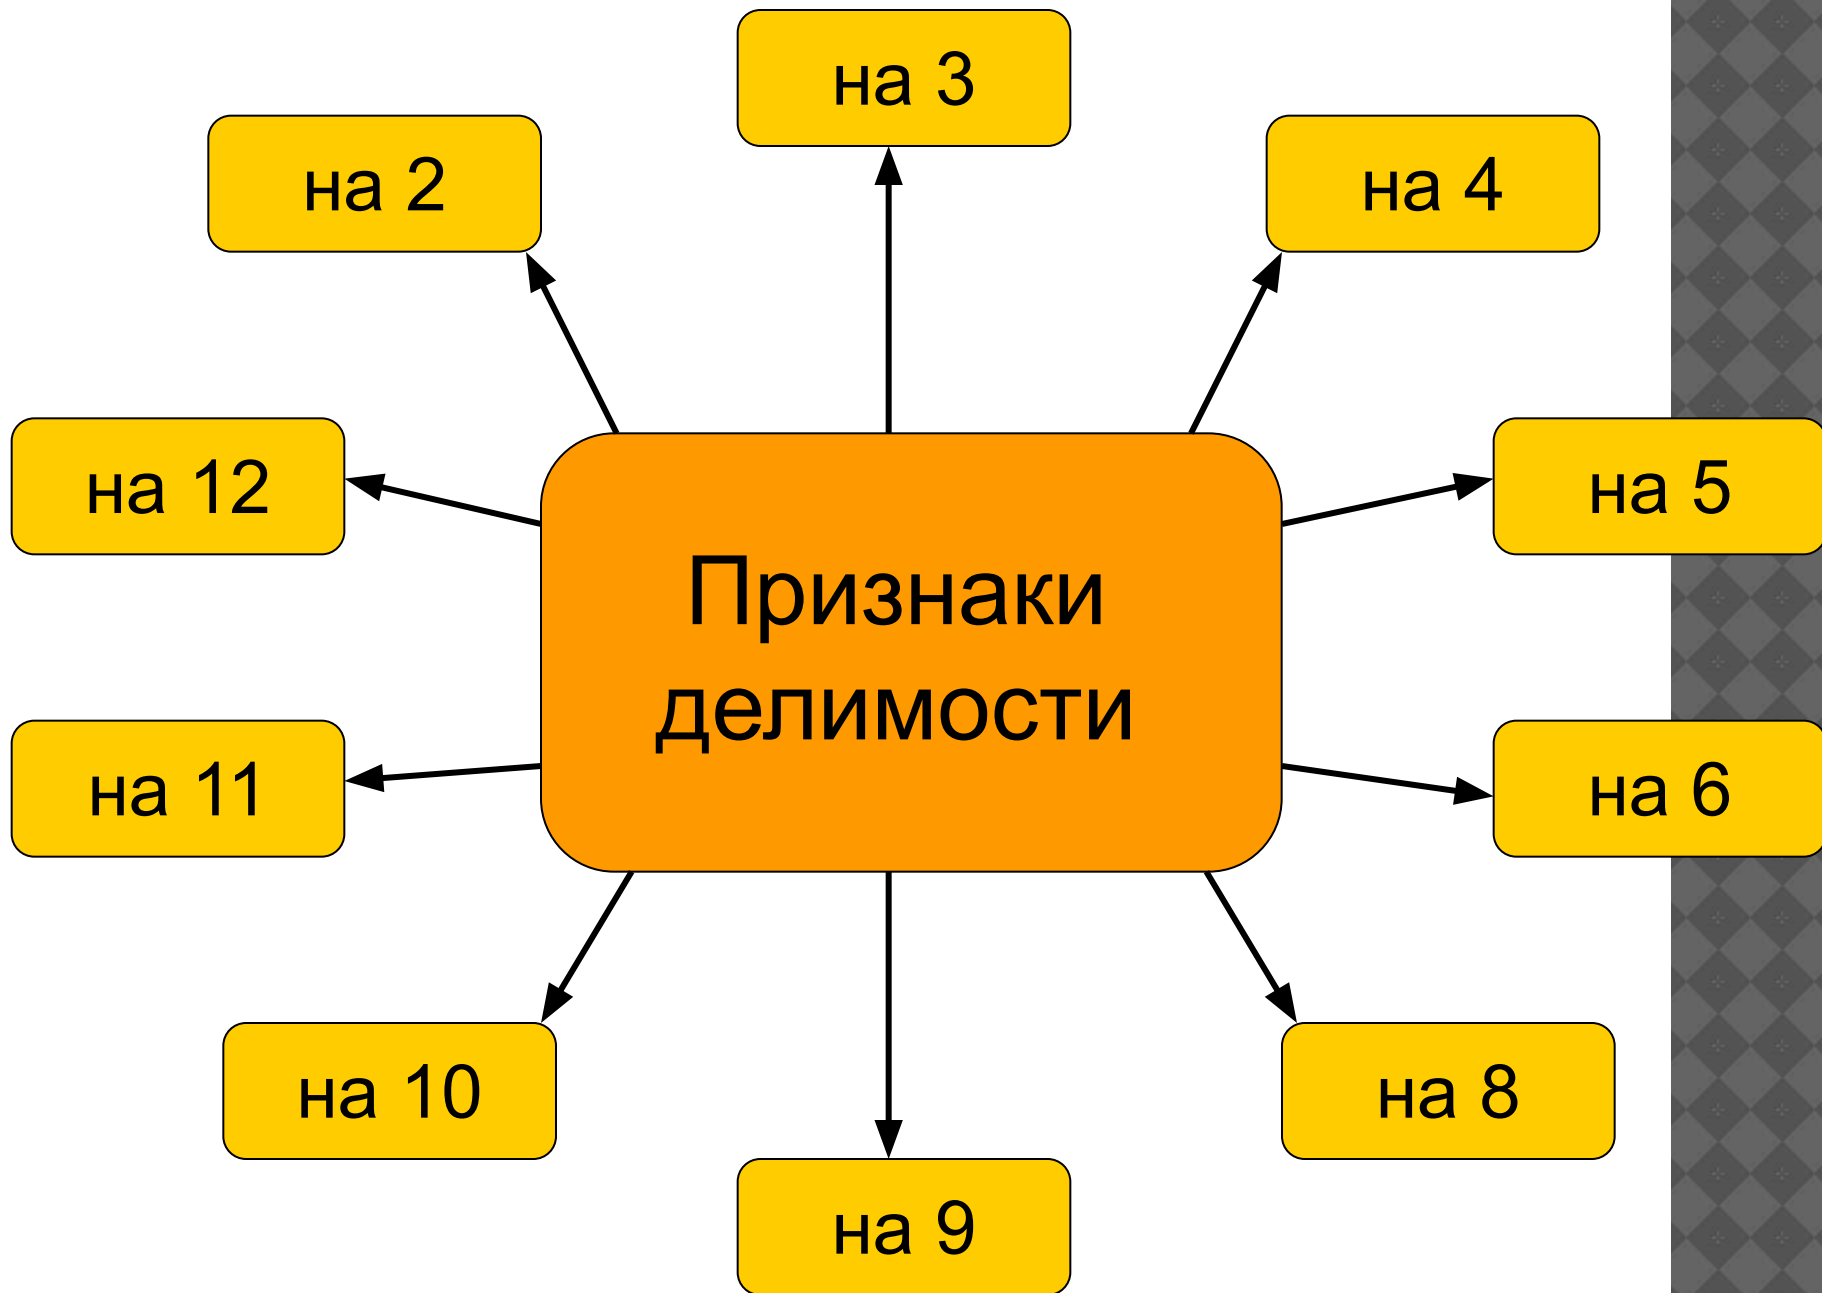 на 3
на 2
на 4
на 12
на 5
Признаки
делимости
на 11
на 6
на 10
на 8
на 9